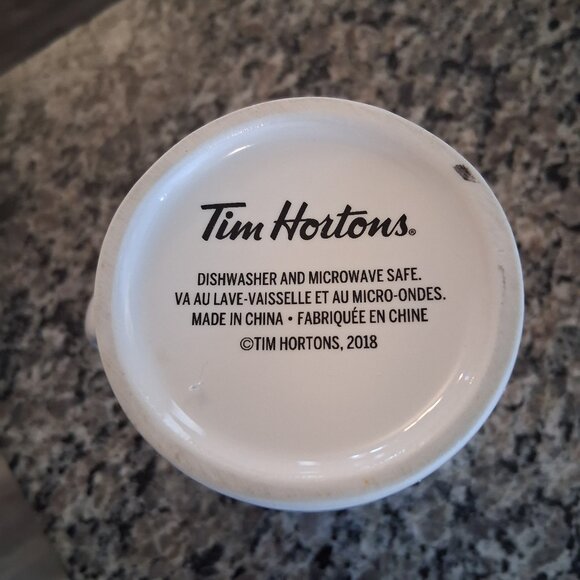 Tim Hortons®
DISHWASHER AND MICROWAVE SAFE.
VA AU LAVE-VAISSELLE ET AU MICRO-ONDES.
MADE IN CHINA • FABRIQUÉE EN CHINE
©TIM HORTONS, 2018